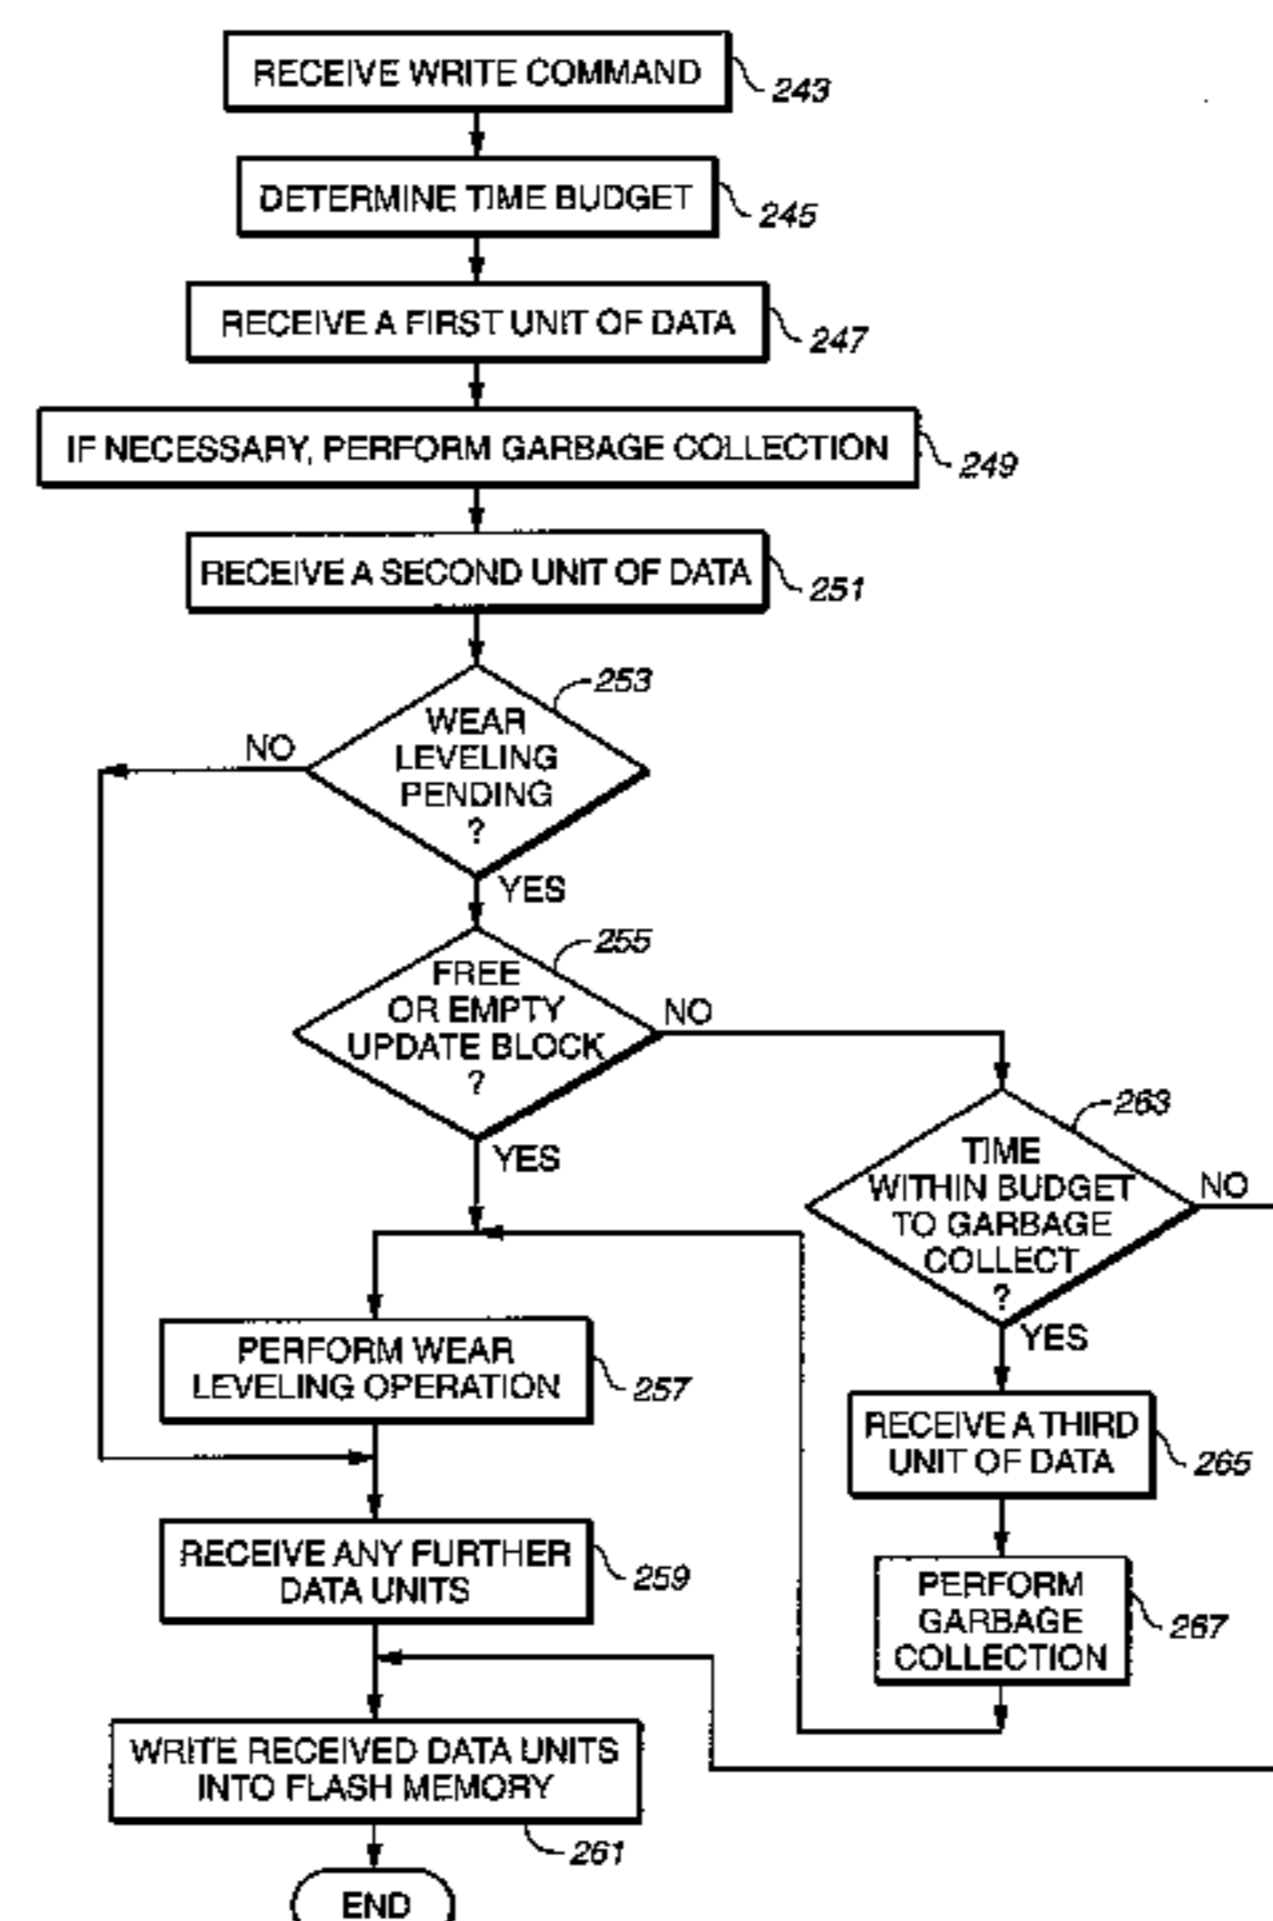 RECEIVE WRITE COMMAND
243
DETERMINE TIME BUDGET
245
RECEIVE A FIRST UNIT OF DATA
247
IF NECESSARY, PERFORM GARBAGE COLLECTION
249
RECEIVE A SECOND UNIT OF DATA
251
253
WEAR
LEVELING
PENDING
?
NO
YES
255
FREE
OR EMPTY
UPDATE BLOCK
?
NO
YES
263
TIME
WITHIN BUDGET
TO GARBAGE
COLLECT
?
NO
YES
PERFORM WEAR
LEVELING OPERATION
257
RECEIVE A THIRD
UNIT OF DATA
265
RECEIVE ANY FURTHER
DATA UNITS
259
PERFORM
GARBAGE
COLLECTION
267
WRITE RECEIVED DATA UNITS
INTO FLASH MEMORY
261
END